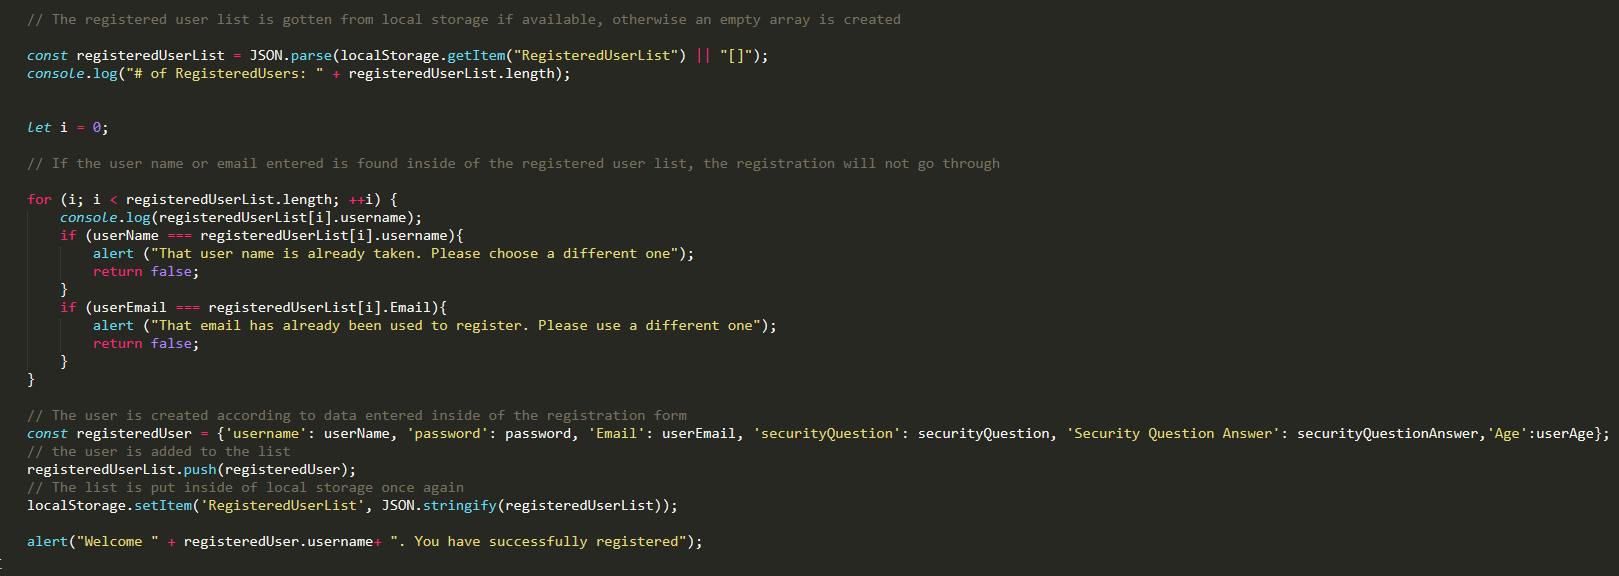 // The registered user list is gotten from local storage if available, otherwise an empty array is created
const registeredUserList = JSON.parse(localStorage.getItem("RegisteredUserList") || "[]");
console.log("# of RegisteredUsers: " + registeredUserList.length);
let i = 0;
// If the user name or email entered is found inside of the registered user list, the registration will not go through
for (i; i < registeredUserList.length; ++i) {
console.log(registeredUserList[i].username);
if (userName === registeredUserList[i].username){
alert ("That user name is already taken. Please choose a different one");
return false;
}
if (userEmail === registeredUserList[i].Email){
alert ("That email has already been used to register. Please use a different one");
return false;
}
}
// The user is created according to data entered inside of the registration form
const registeredUser = {'username': userName, 'password': password, 'Email': userEmail, 'securityQuestion': securityQuestion, 'Security Question Answer': securityQuestionAnswer,'Age':userAge};
// the user is added to the list
registeredUserList.push(registeredUser);
// The list is put inside of local storage once again
localStorage.setItem('RegisteredUserList', JSON.stringify(registeredUserList));
alert("Welcome " + registeredUser.username+ ". You have successfully registered");